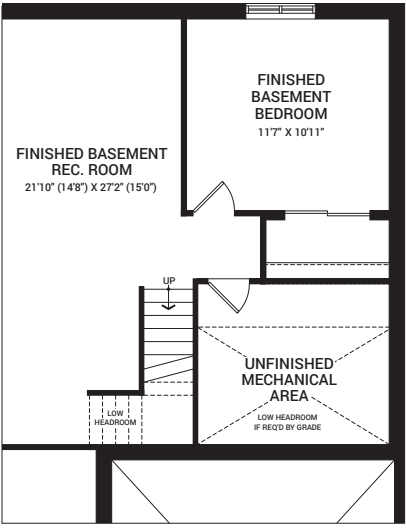 FINISHED
BASEMENT
BEDROOM
11'7" X 10'11"
FINISHED BASEMENT
REC. ROOM
21'10" (14'8") X 27'2" (15'0")
UP
UNFINISHED
MECHANICAL
AREA
LOW HEADROOM
IF REQ'D BY GRADE
LOW
HEADROOM